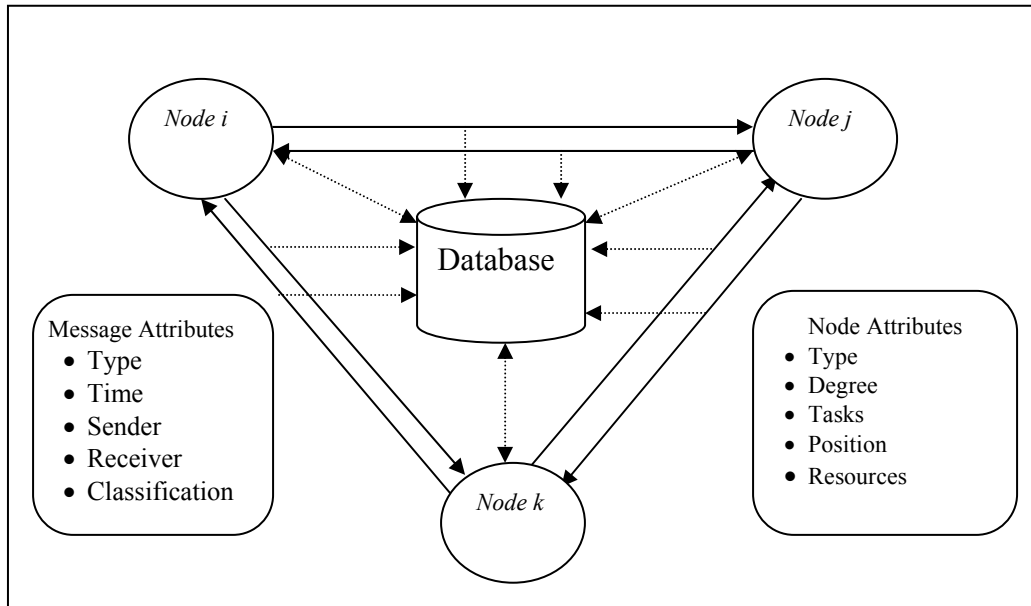 Node i
Node j
Database
Message Attributes
• Type
• Time
• Sender
• Receiver
• Classification
Node Attributes
• Type
• Degree
• Tasks
• Position
• Resources
Node k